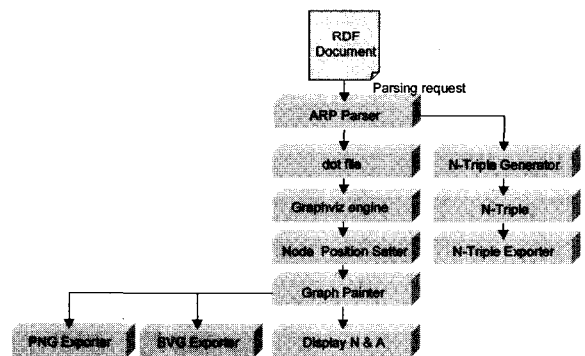 RDF
Document
Parsing request
ARP Parser
dot file
N-Triple Generator
Graphviz engine
N-Triple
Node Position Setter
N-Triple Exporter
Graph Painter
PNG Exporter
SVG Exporter
Display N & A